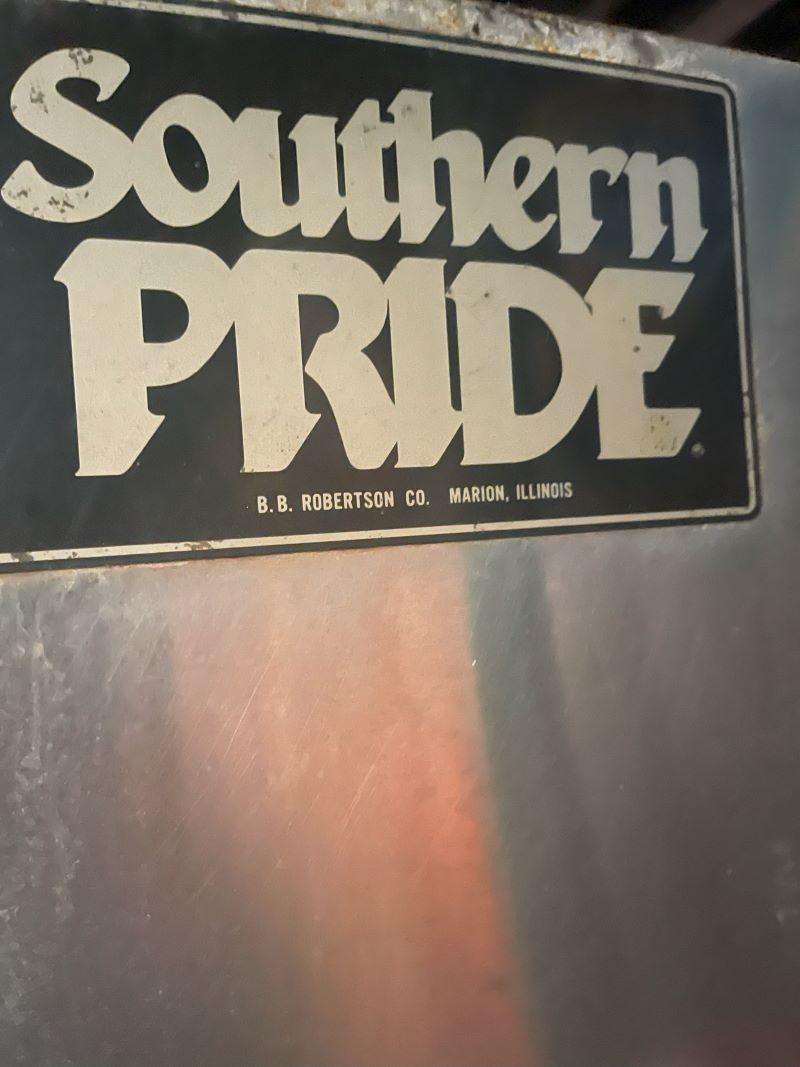 Southern
PRIDE
B.B. ROBERTSON CO. MARION, ILLINOIS